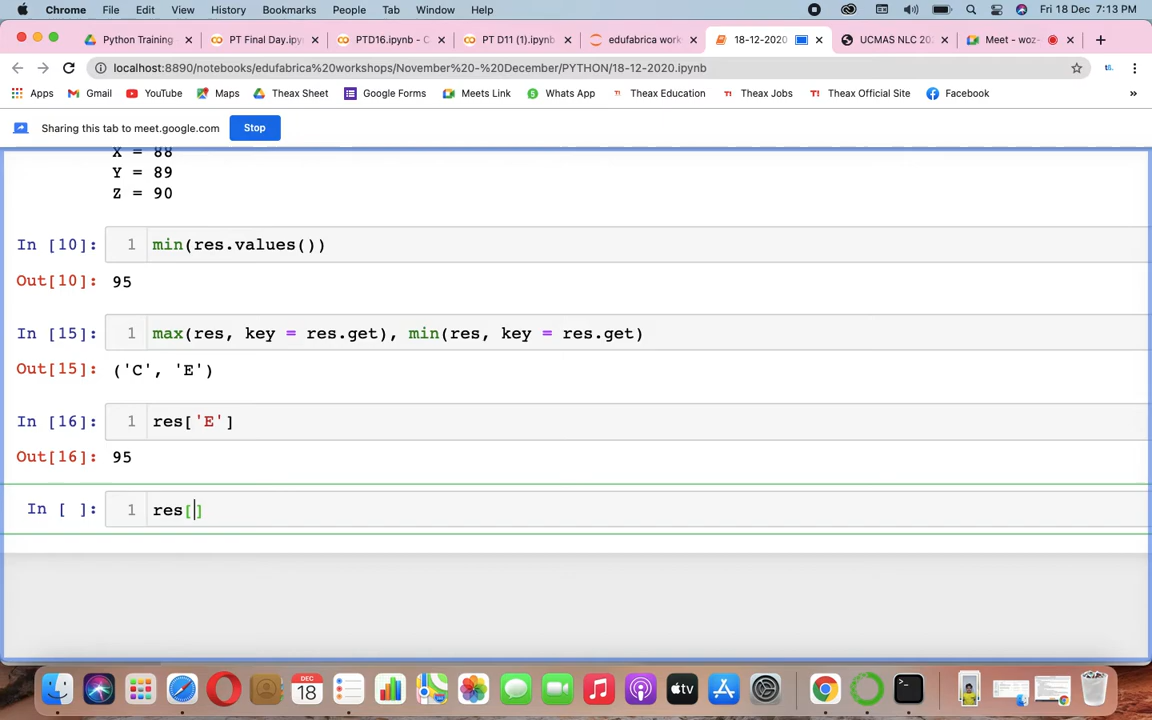 Chrome File Edit View History Bookmarks People Tab Window Help Fri 18 Dec 7:13 PM
Python Training - PT Final Day.ipy PTD16.ipynb - C PT D11 (1).ipynb edufabrica work 18-12-2020 UCMAS NLC 20 Meet - woz-
localhost:8890/notebooks/edufabrica%20workshops/November%20-%20December/PYTHON/18-12-2020.ipynb
Apps Gmail YouTube Maps Theax Sheet Google Forms Meets Link Whats App Theax Education Theax Jobs Theax Official Site Facebook »
Sharing this tab to meet.google.com Stop
X = 88
Y = 89
Z = 90
In [10]: 1 min(res.values())
Out[10]: 95
In [15]: 1 max(res, key = res.get), min(res, key = res.get)
Out[15]: ('C', 'E')
In [16]: 1 res['E']
Out[16]: 95
In [ ]: 1 res[]
DEC
18
tv